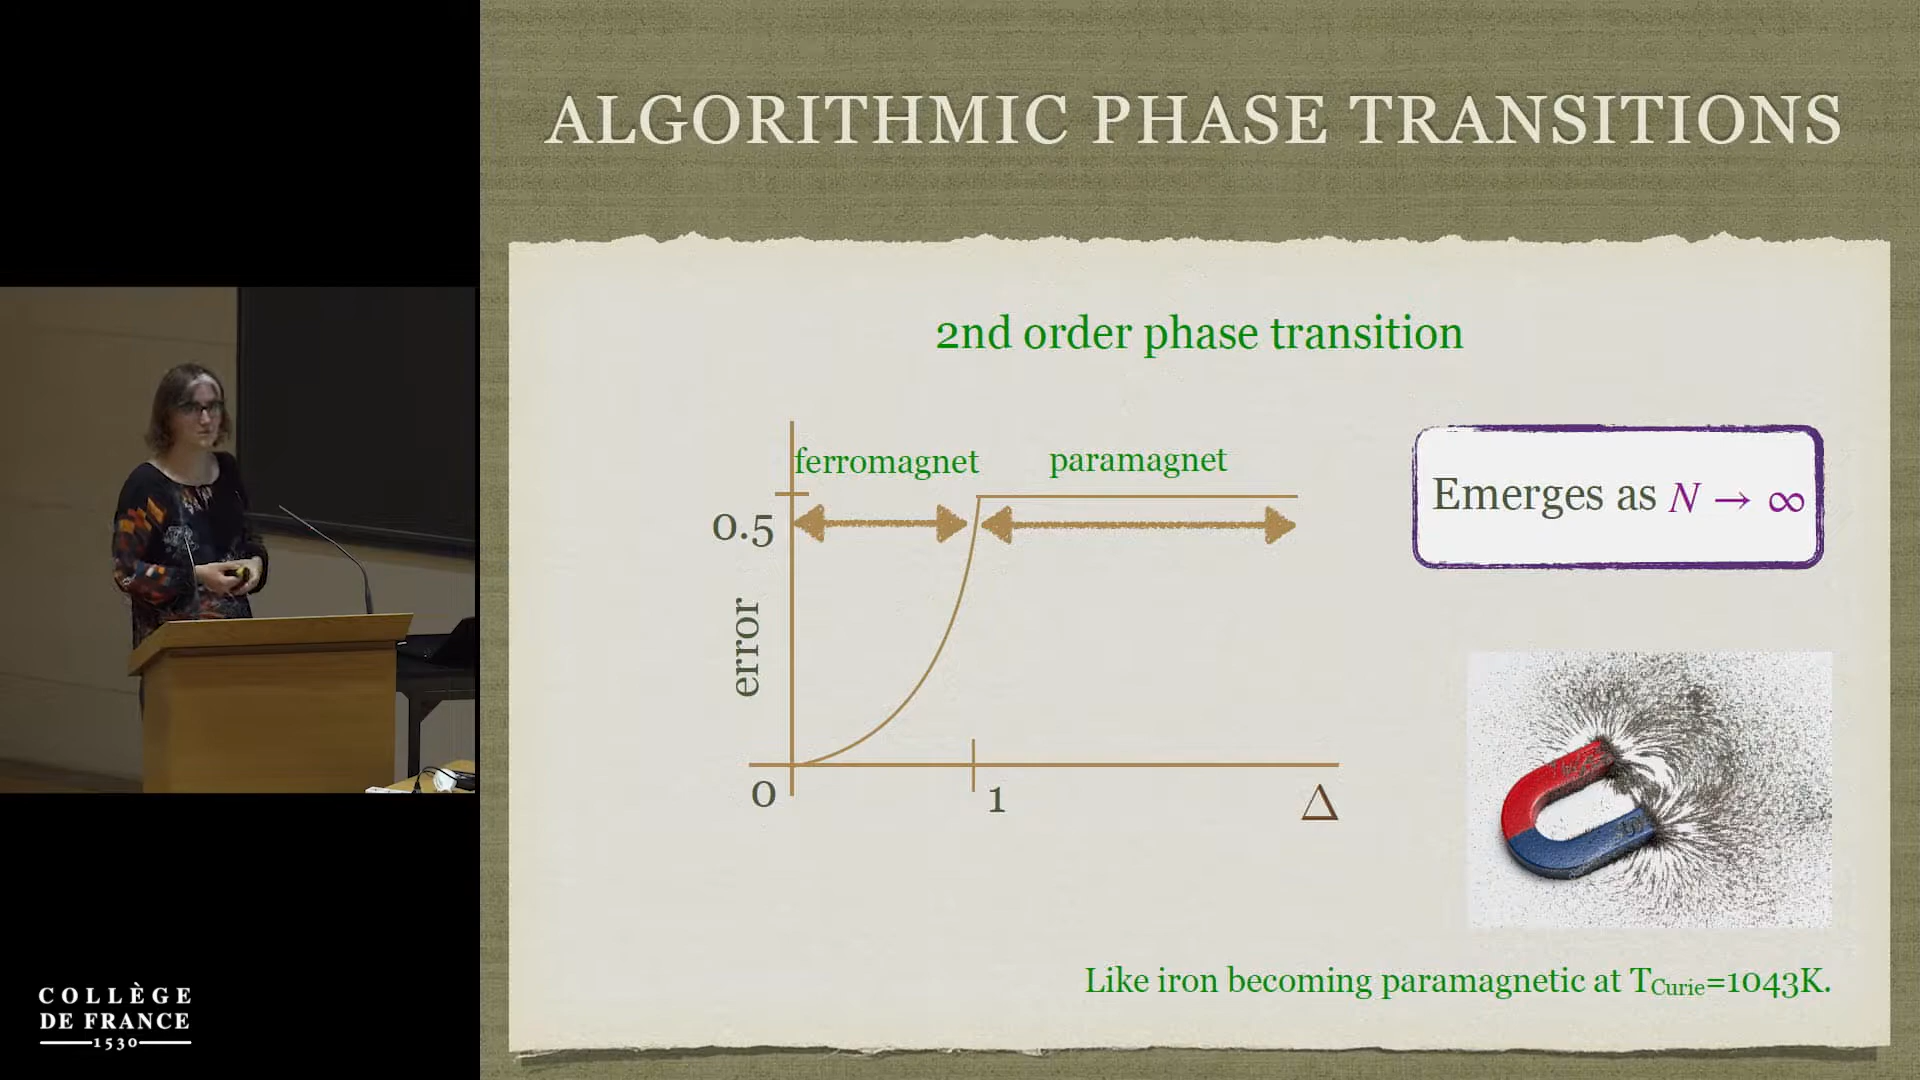 ALGORITHMIC PHASE TRANSITIONS
2nd order phase transition
ferromagnet
paramagnet
0.5
error
0
1
Δ
Emerges as N → ∞
Like iron becoming paramagnetic at TCurie=1043K.
COLLÈGE
DE FRANCE
1530